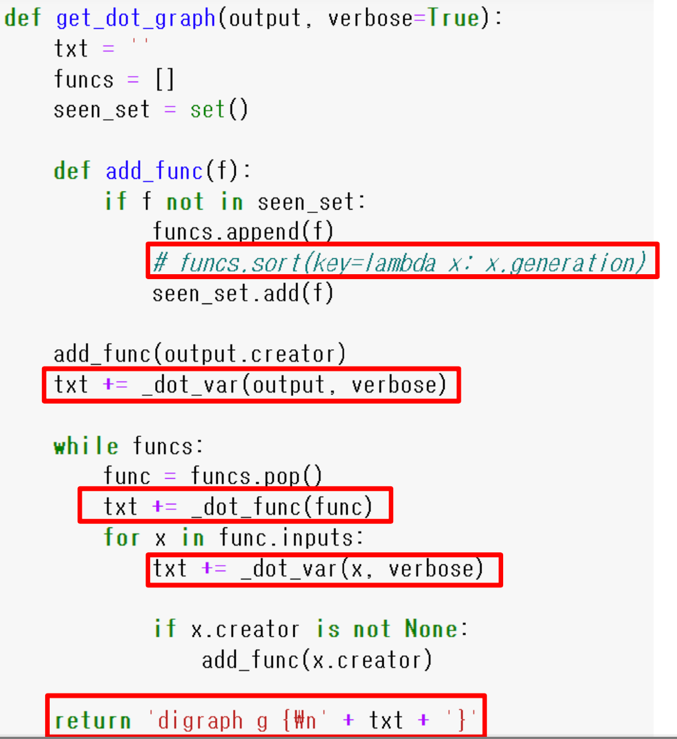 def get_dot_graph(output, verbose=True):
    txt = ''
    funcs = []
    seen_set = set()

    def add_func(f):
        if f not in seen_set:
            funcs.append(f)
            # funcs.sort(key=lambda x: x.generation)
            seen_set.add(f)

    add_func(output.creator)
    txt += _dot_var(output, verbose)

    while funcs:
        func = funcs.pop()
        txt += _dot_func(func)
        for x in func.inputs:
            txt += _dot_var(x, verbose)

            if x.creator is not None:
                add_func(x.creator)

    return 'digraph g {₩n' + txt + '}'